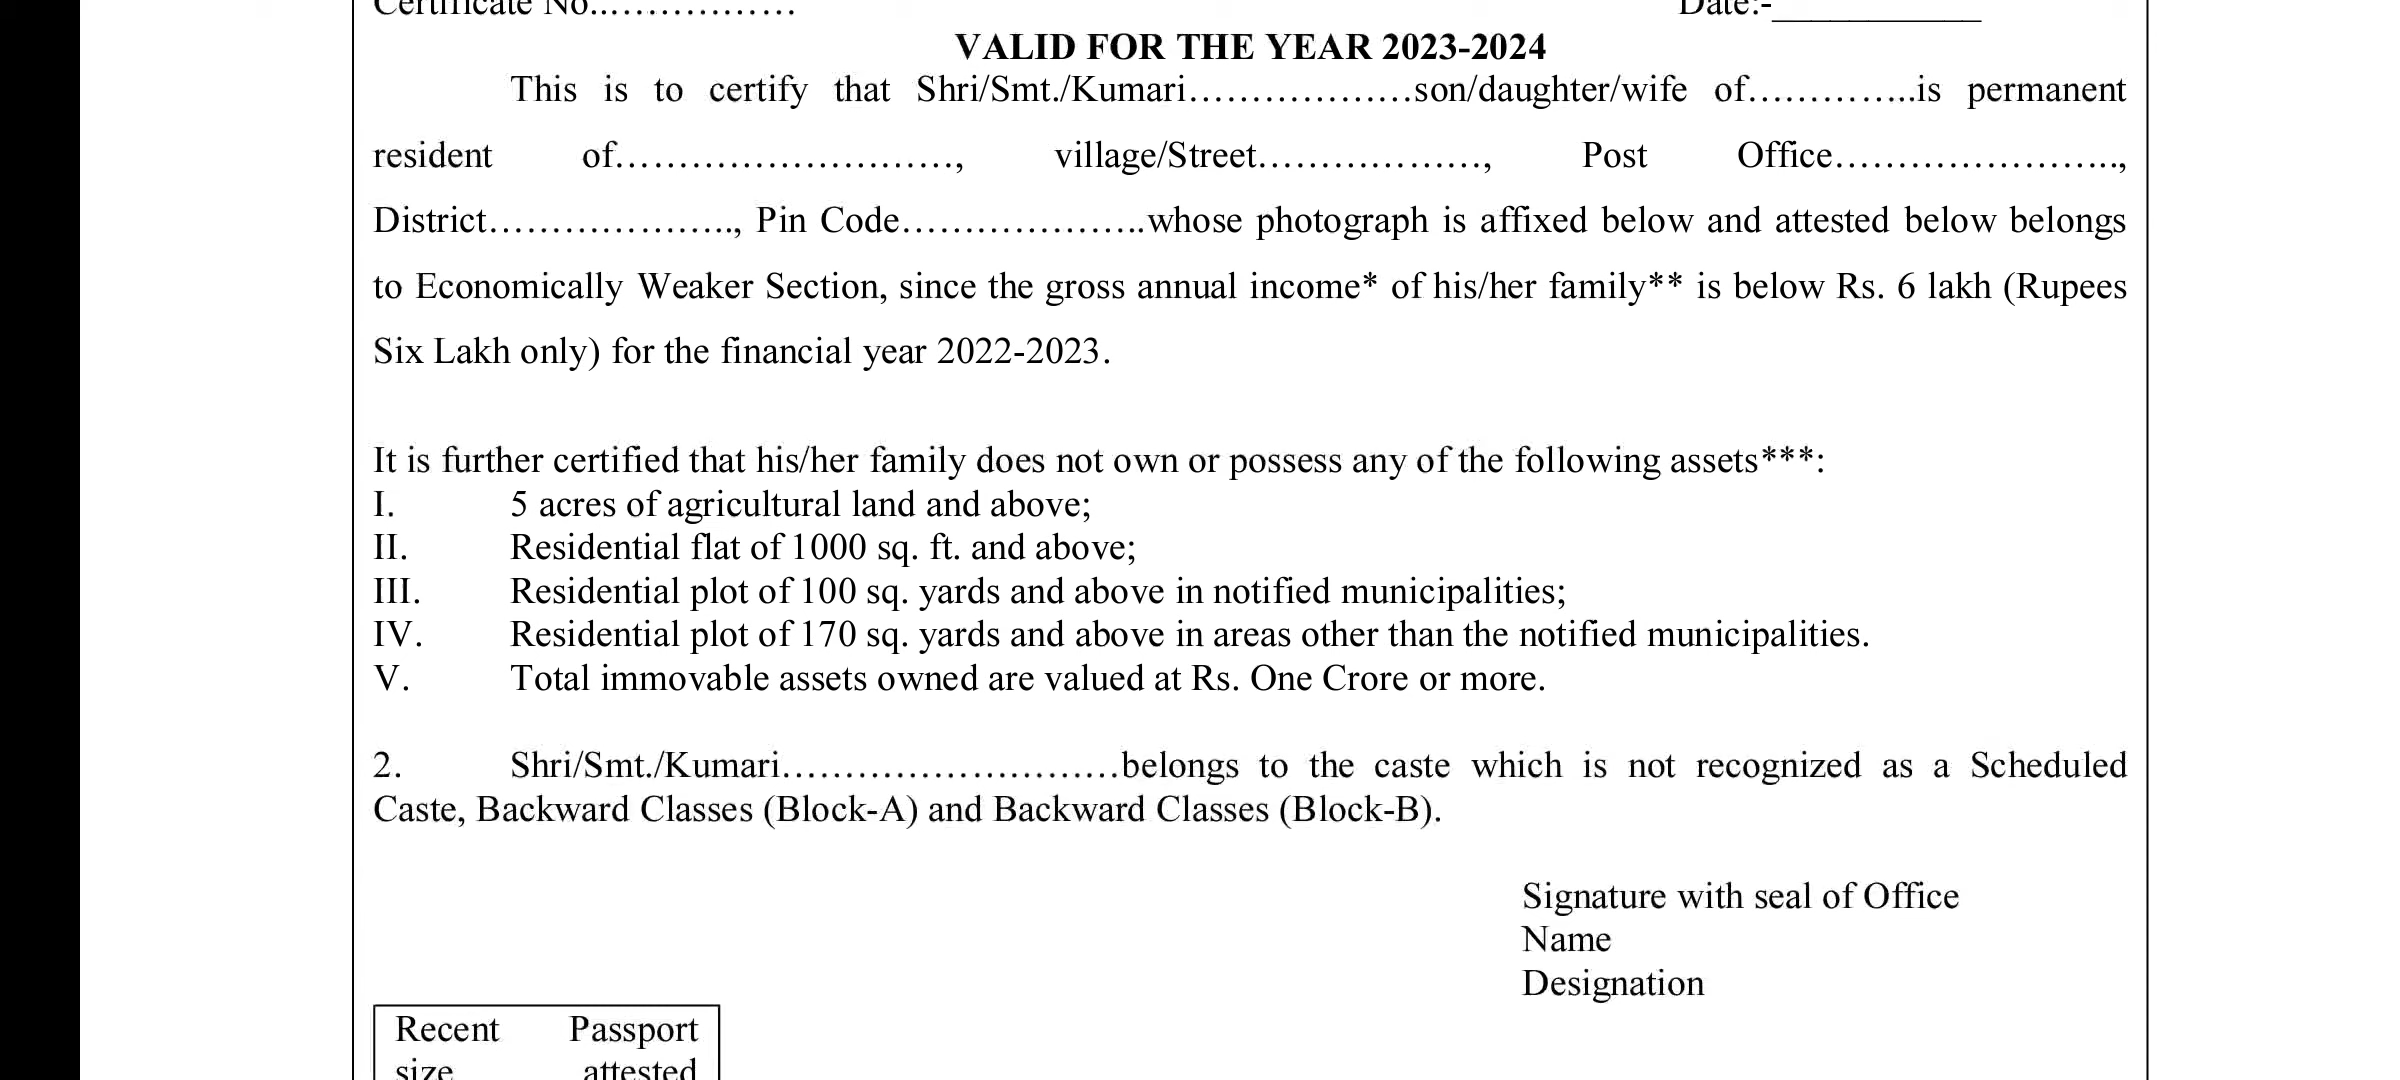 Certificate No..……………
Date:-___________
VALID FOR THE YEAR 2023-2024
This is to certify that Shri/Smt./Kumari………………son/daughter/wife of…………..is permanent
resident of………………………, village/Street………………, Post Office…………………..,
District……………….., Pin Code………………..whose photograph is affixed below and attested below belongs
to Economically Weaker Section, since the gross annual income* of his/her family** is below Rs. 6 lakh (Rupees
Six Lakh only) for the financial year 2022-2023.
It is further certified that his/her family does not own or possess any of the following assets***:
I. 5 acres of agricultural land and above;
II. Residential flat of 1000 sq. ft. and above;
III. Residential plot of 100 sq. yards and above in notified municipalities;
IV. Residential plot of 170 sq. yards and above in areas other than the notified municipalities.
V. Total immovable assets owned are valued at Rs. One Crore or more.
2. Shri/Smt./Kumari………………………belongs to the caste which is not recognized as a Scheduled
Caste, Backward Classes (Block-A) and Backward Classes (Block-B).
Signature with seal of Office
Name
Designation
Recent Passport
size attested